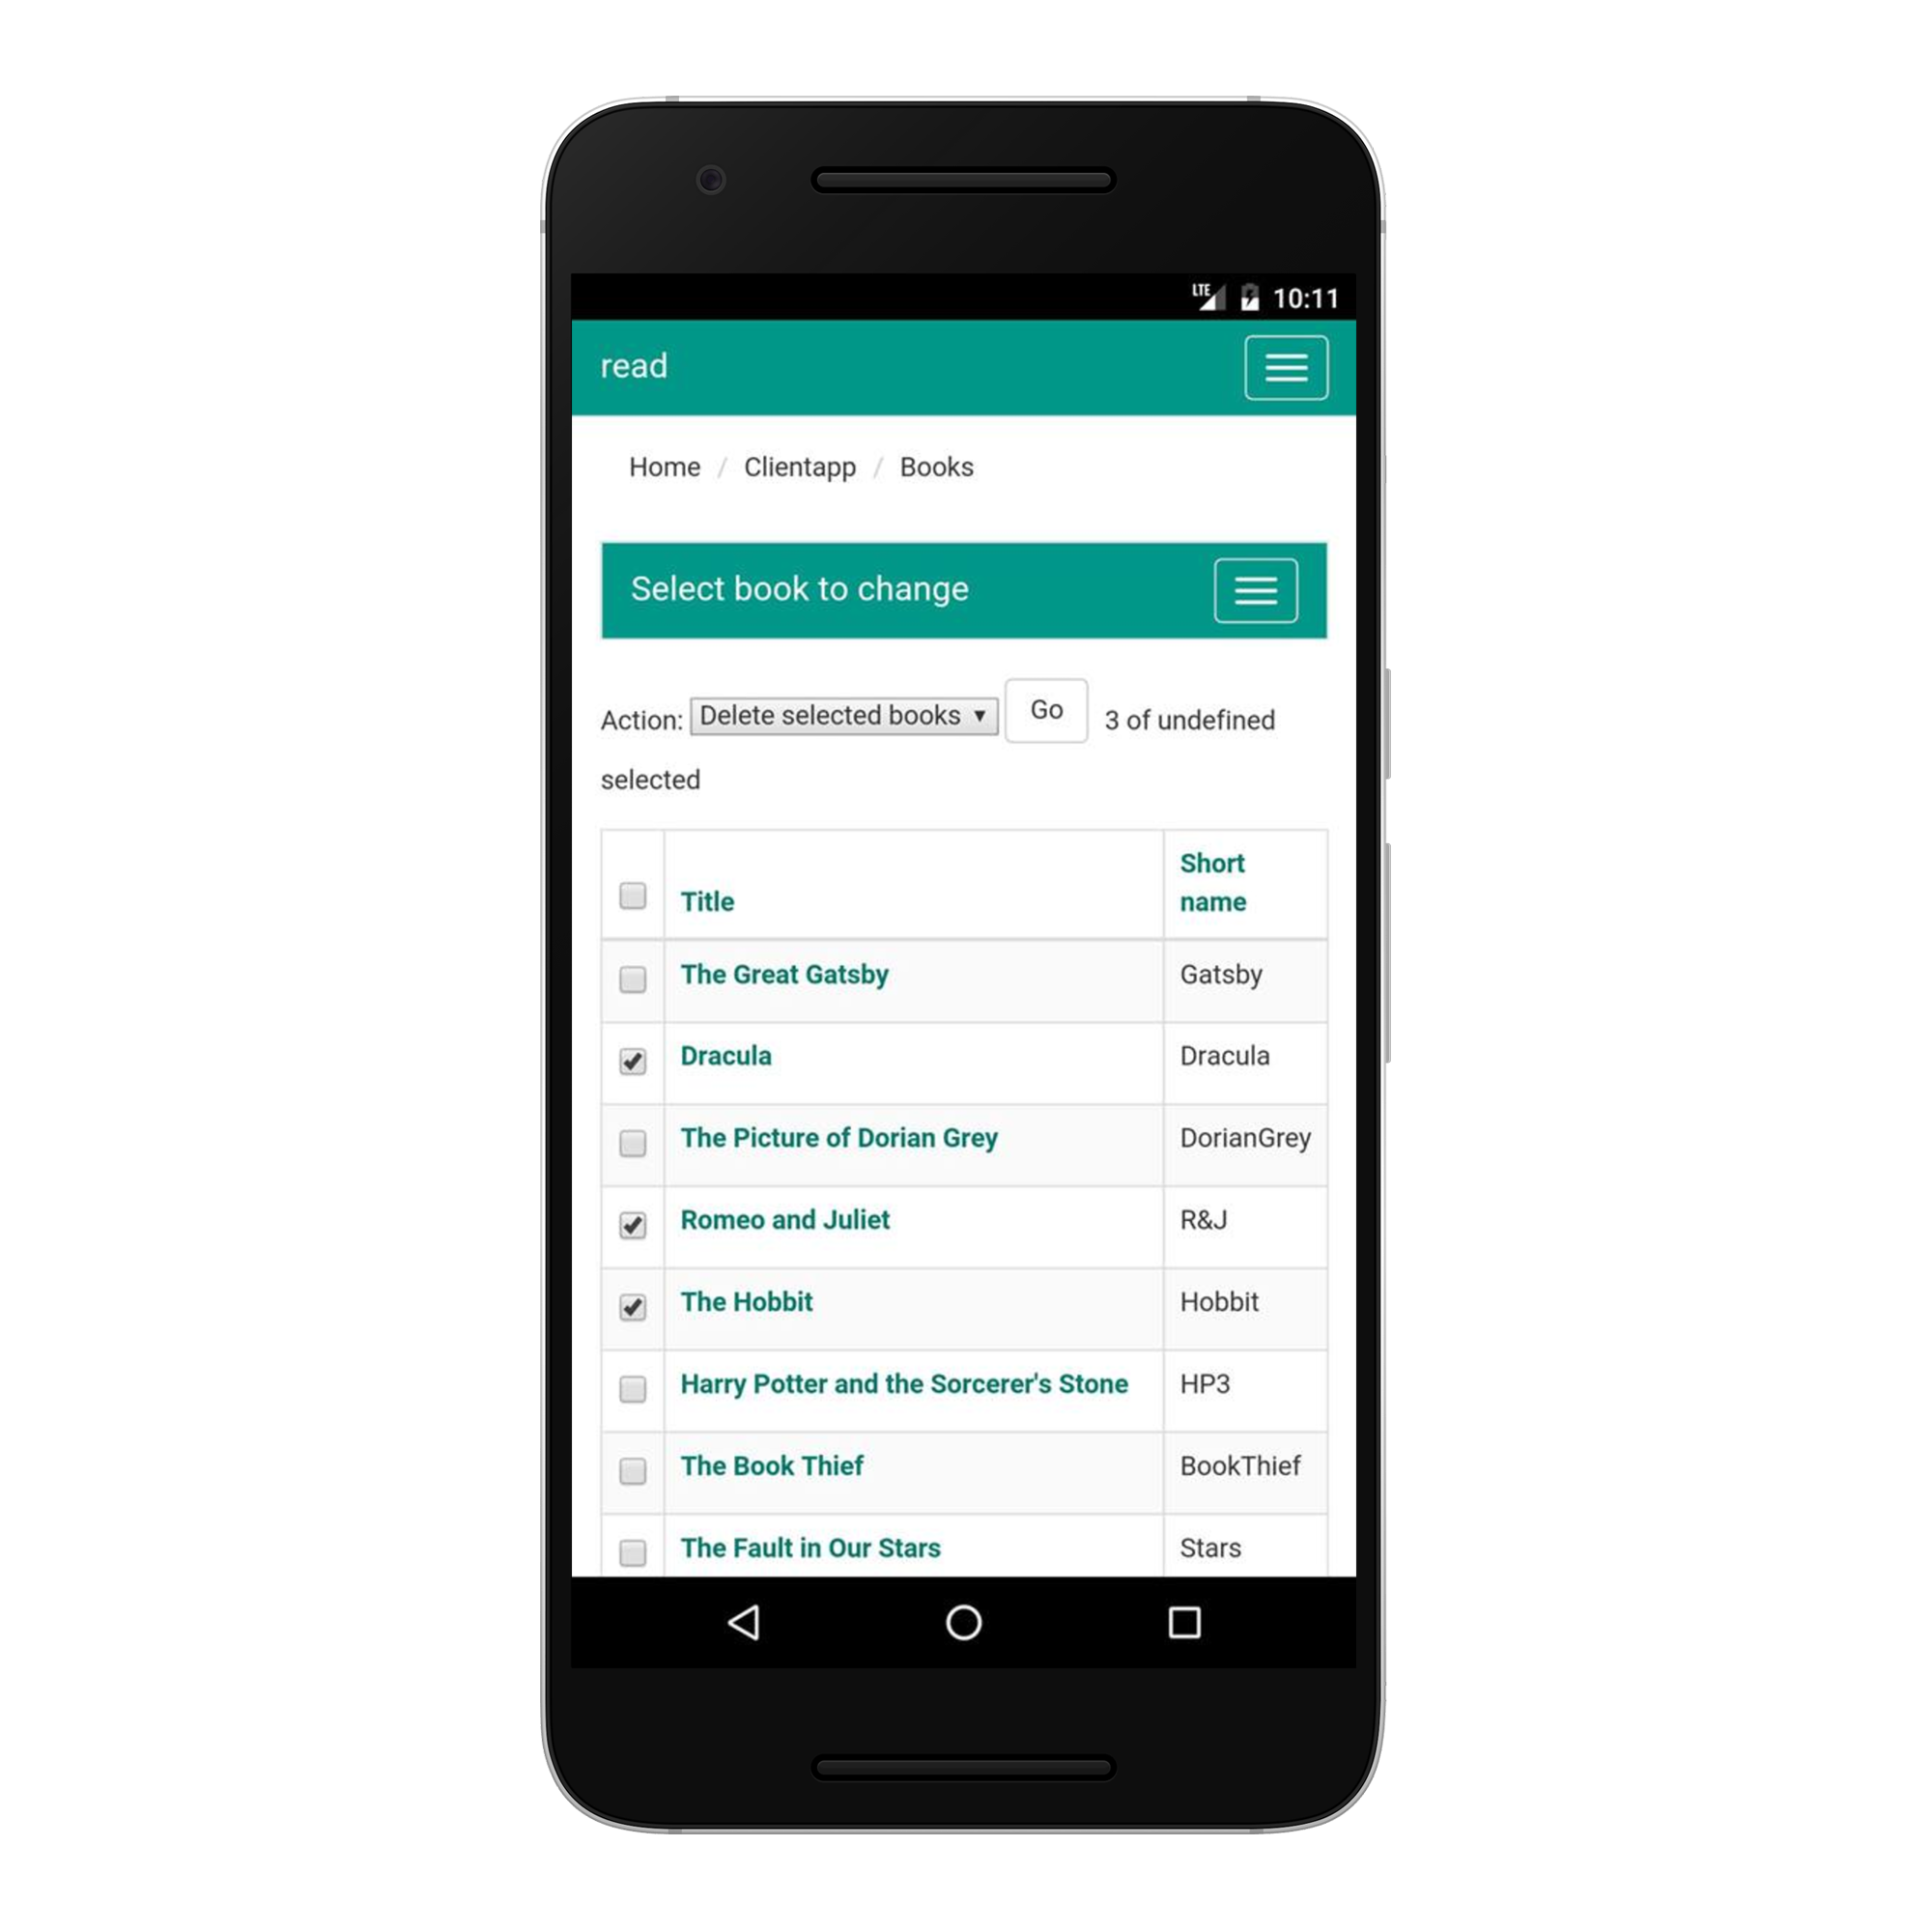 LTE 10:11
read
Home / Clientapp / Books
Select book to change
Action: Delete selected books ▼ Go 3 of undefined
selected
Title Short name
The Great Gatsby Gatsby
Dracula Dracula
The Picture of Dorian Grey DorianGrey
Romeo and Juliet R&J
The Hobbit Hobbit
Harry Potter and the Sorcerer's Stone HP3
The Book Thief BookThief
The Fault in Our Stars Stars